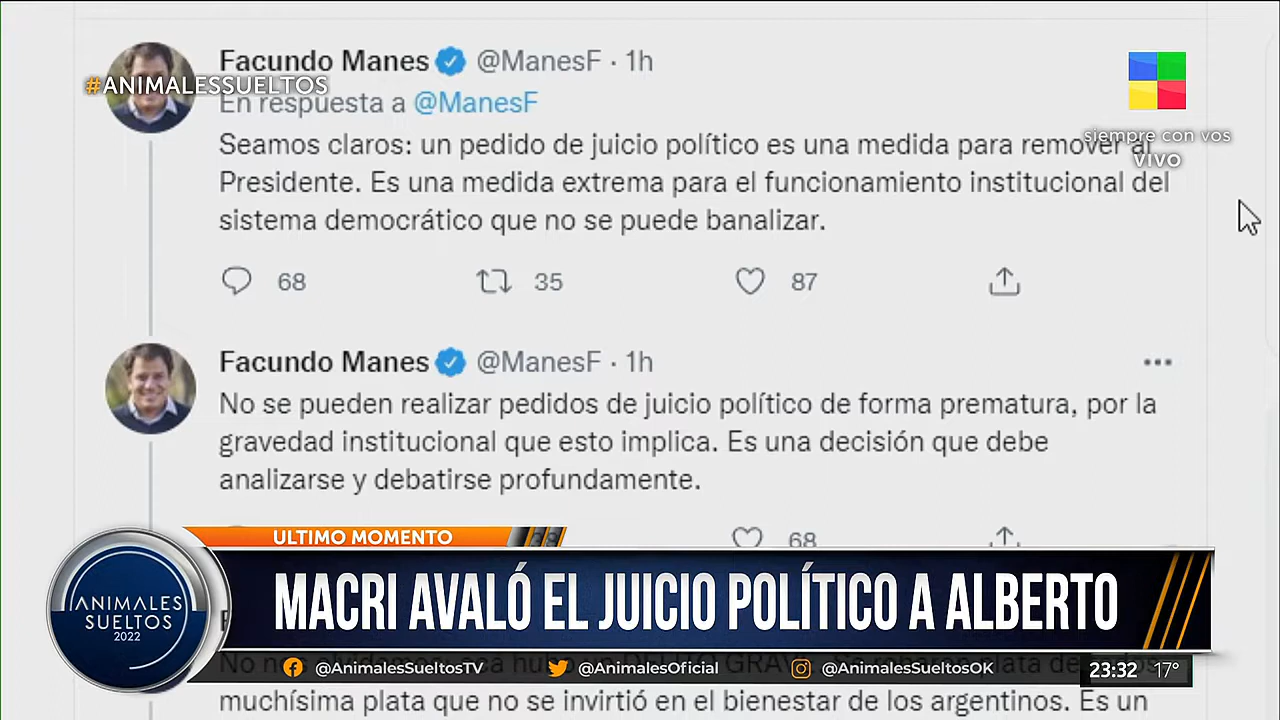 Facundo Manes @ManesF · 1h
#ANIMALESSUELTOS
En respuesta a @ManesF
Seamos claros: un pedido de juicio político es una medida para remover al
Presidente. Es una medida extrema para el funcionamiento institucional del
sistema democrático que no se puede banalizar.
siempre con vos
VIVO
68 35 87
Facundo Manes @ManesF · 1h
No se pueden realizar pedidos de juicio político de forma prematura, por la
gravedad institucional que esto implica. Es una decisión que debe
analizarse y debatirse profundamente.
68
ULTIMO MOMENTO
MACRI AVALÓ EL JUICIO POLÍTICO A ALBERTO
ANIMALES
SUELTOS
2022
@AnimalesSueltosTV @AnimalesOficial @AnimalesSueltosOK
23:32 17°
muchísima plata que no se invirtió en el bienestar de los argentinos. Es un